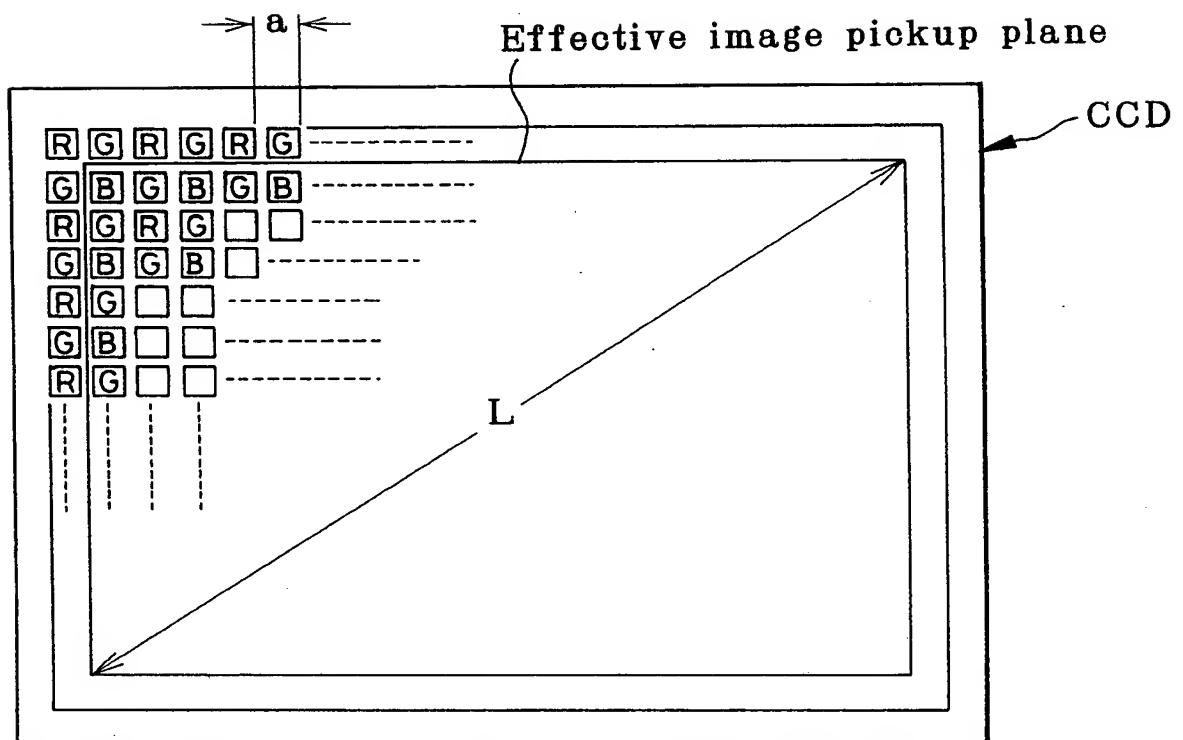 a
Effective image pickup plane
CCD
R G R G R G
G B G B G B
R G R G
G B G B
R G
G B
R G
L